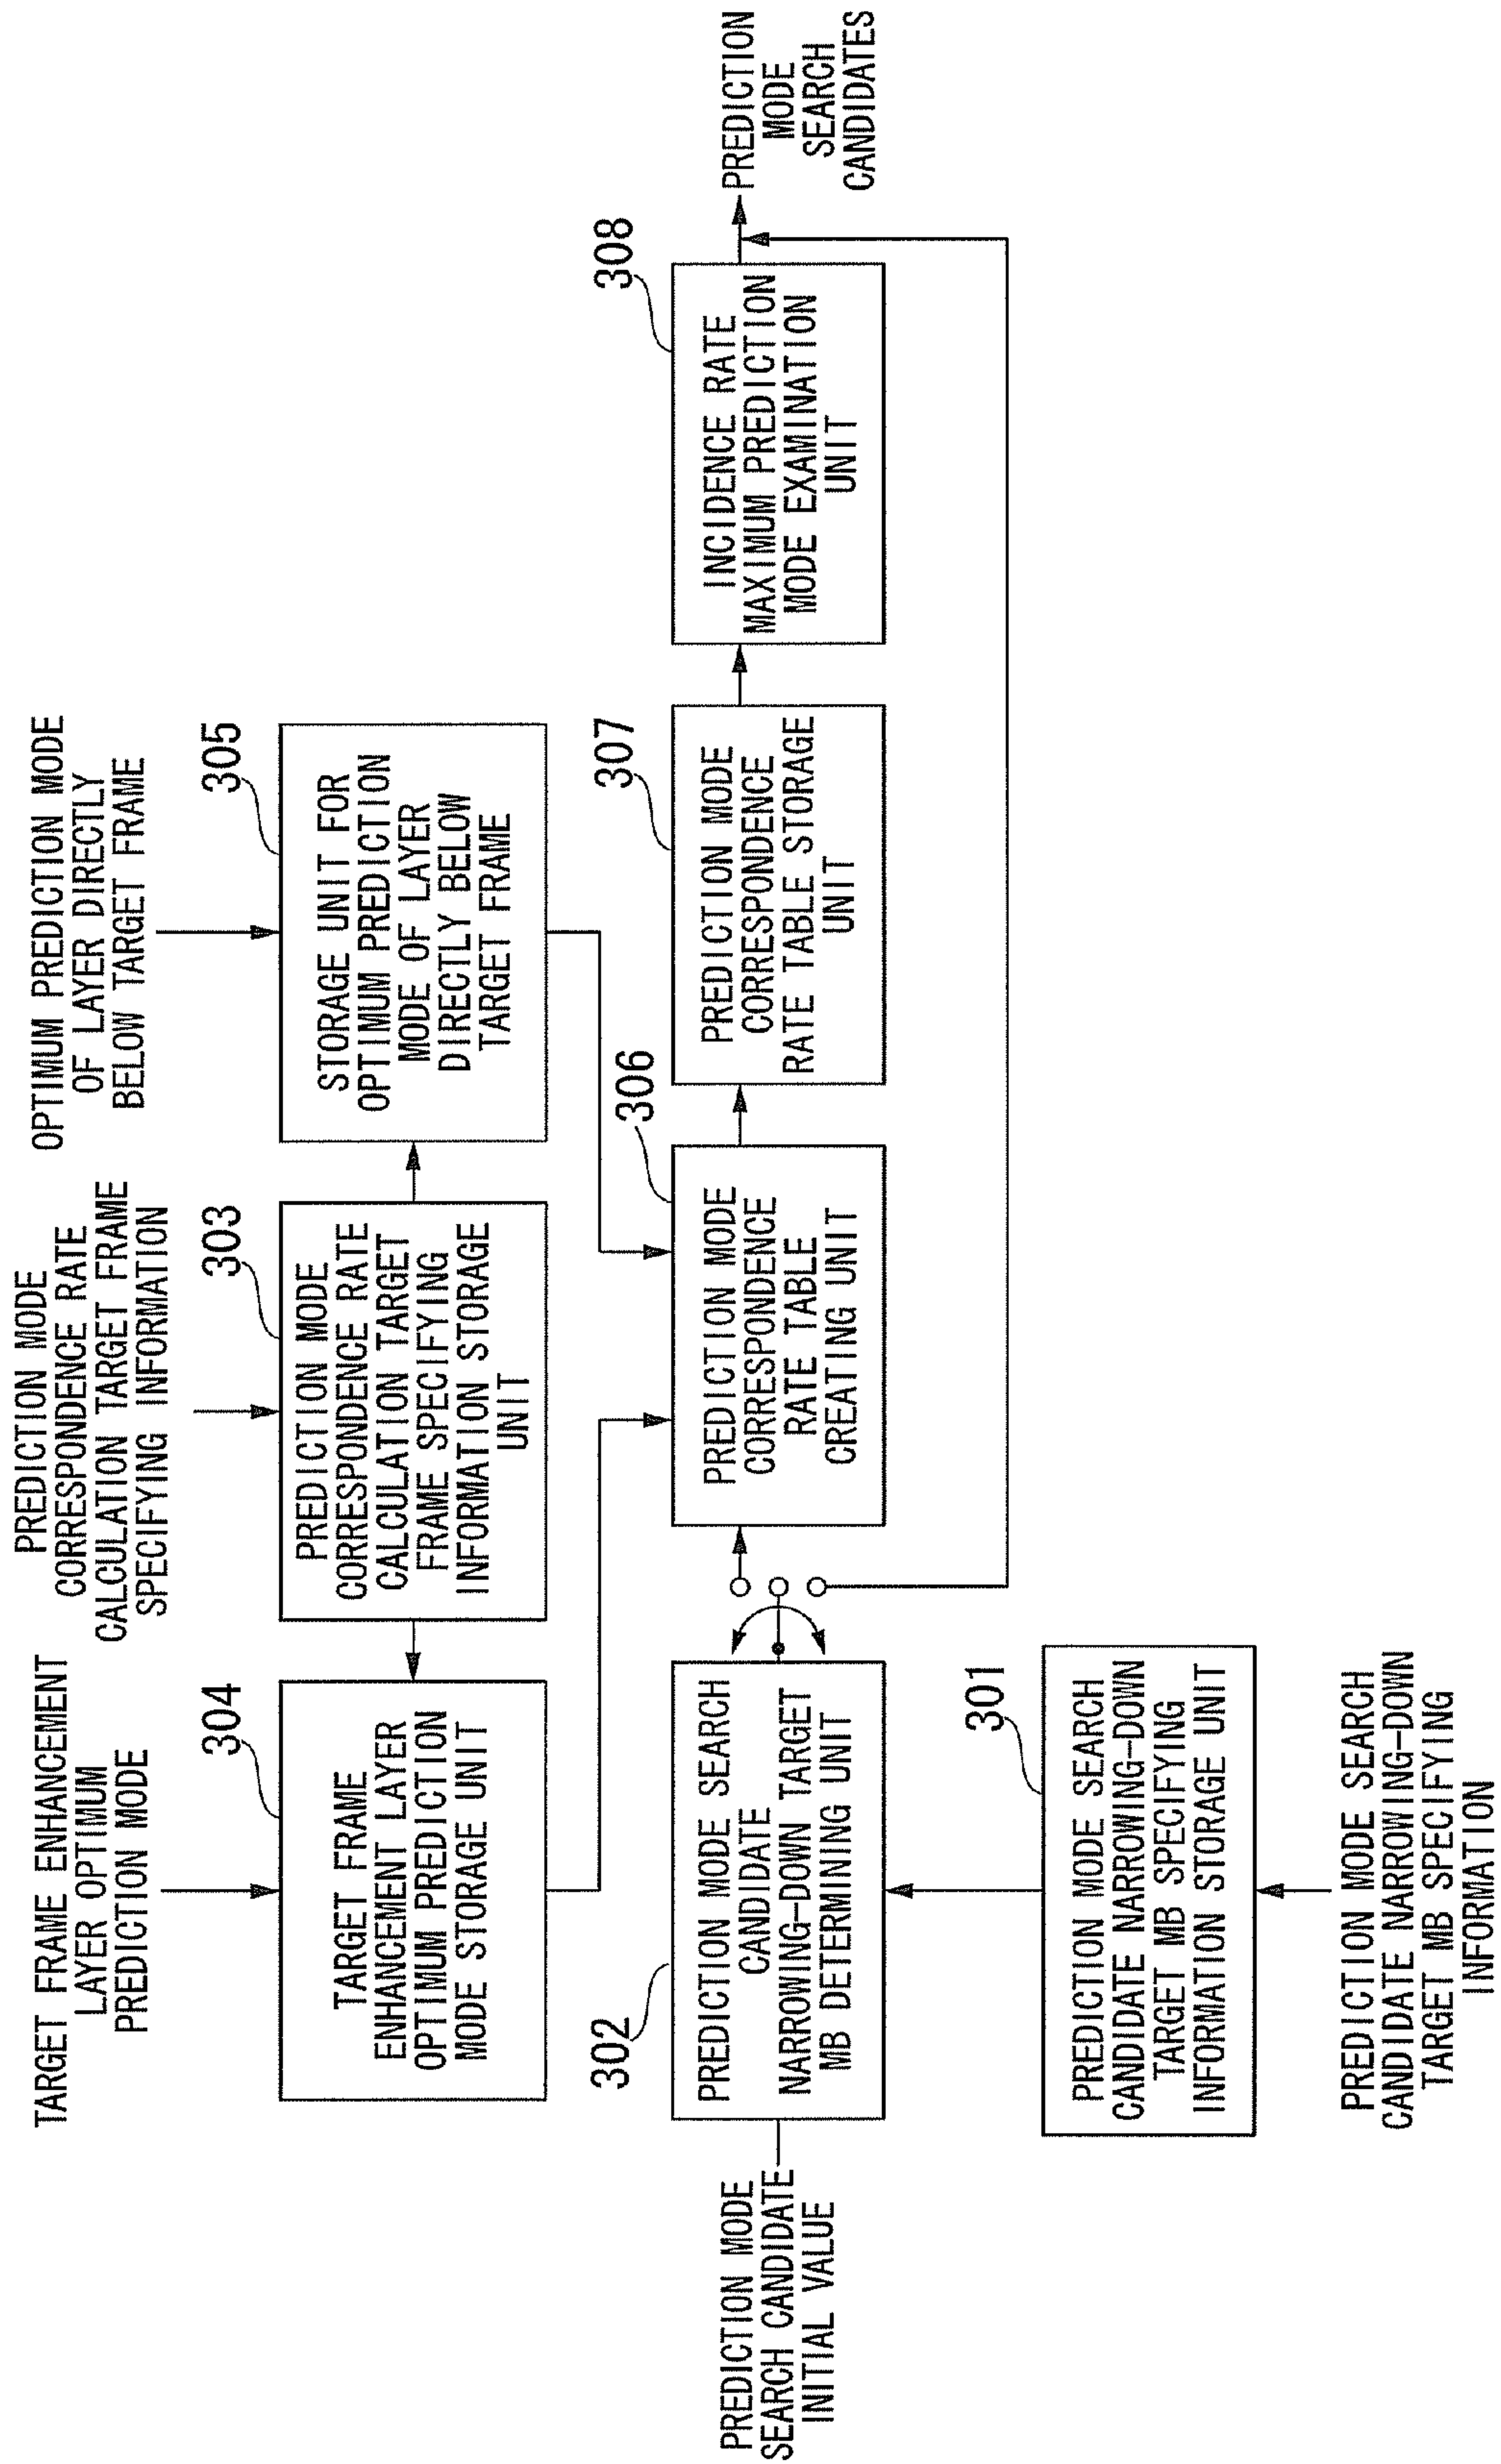 TARGET FRAME ENHANCEMENT
LAYER OPTIMUM
PREDICTION MODE
PREDICTION MODE
CORRESPONDENCE RATE
CALCULATION TARGET FRAME
SPECIFYING INFORMATION
OPTIMUM PREDICTION MODE
OF LAYER DIRECTLY
BELOW TARGET FRAME
304
TARGET FRAME
ENHANCEMENT LAYER
OPTIMUM PREDICTION
MODE STORAGE UNIT
303
PREDICTION MODE
CORRESPONDENCE RATE
CALCULATION TARGET
FRAME SPECIFYING
INFORMATION STORAGE
UNIT
305
STORAGE UNIT FOR
OPTIMUM PREDICTION
MODE OF LAYER
DIRECTLY BELOW
TARGET FRAME
PREDICTION MODE
SEARCH CANDIDATE
INITIAL VALUE
302
PREDICTION MODE SEARCH
CANDIDATE
NARROWING-DOWN TARGET
MB DETERMINING UNIT
306
PREDICTION MODE
CORRESPONDENCE
RATE TABLE
CREATING UNIT
307
PREDICTION MODE
CORRESPONDENCE
RATE TABLE STORAGE
UNIT
308
INCIDENCE RATE
MAXIMUM PREDICTION
MODE EXAMINATION
UNIT
PREDICTION
MODE
SEARCH
CANDIDATES
301
PREDICTION MODE SEARCH
CANDIDATE NARROWING-DOWN
TARGET MB SPECIFYING
INFORMATION STORAGE UNIT
PREDICTION MODE SEARCH
CANDIDATE NARROWING-DOWN
TARGET MB SPECIFYING
INFORMATION